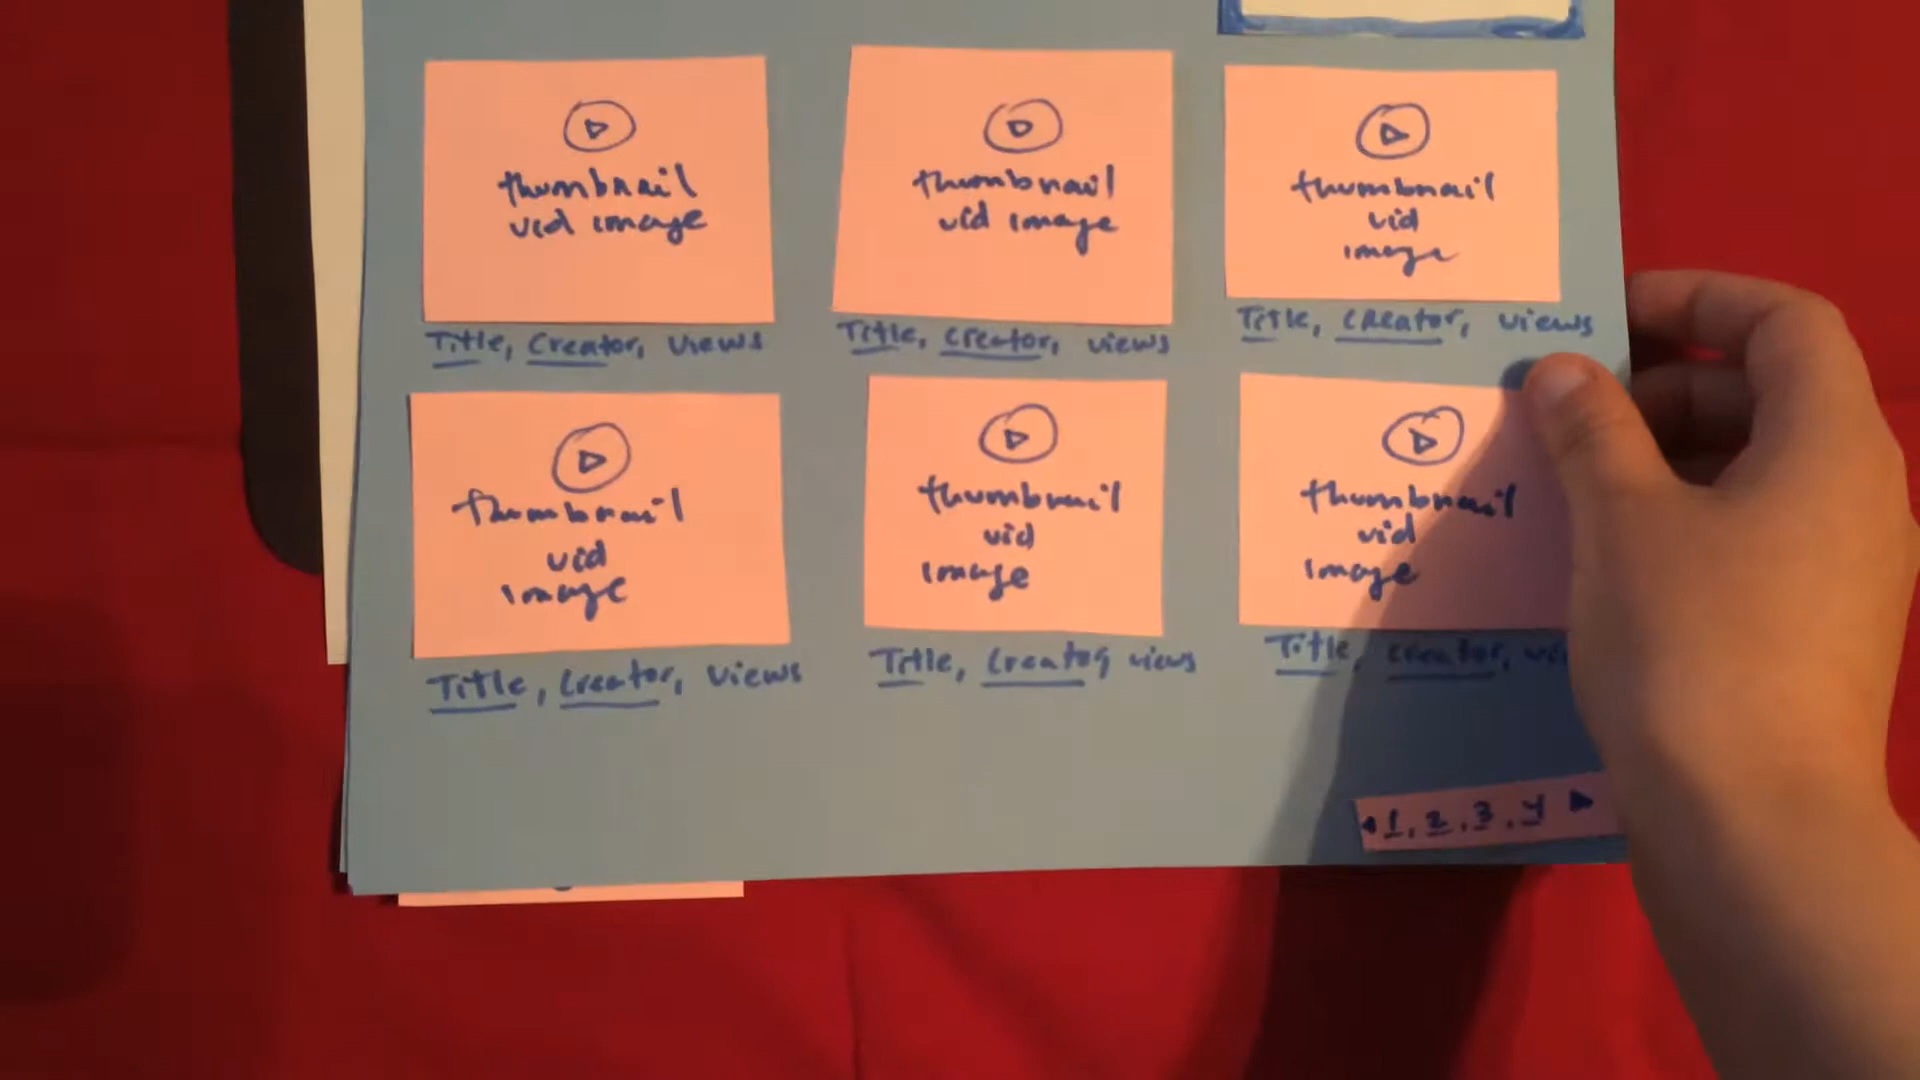 thumbnail
vid image
thumbnail
vid image
thumbnail
vid
image
Title, Creator, views
Title, creator, views
Title, creator, views
thumbnail
vid
image
thumbnail
vid
image
thumbnail
vid
image
Title, Creator, views
Title, Creator, views
Title, creator,
1, 2, 3, 4